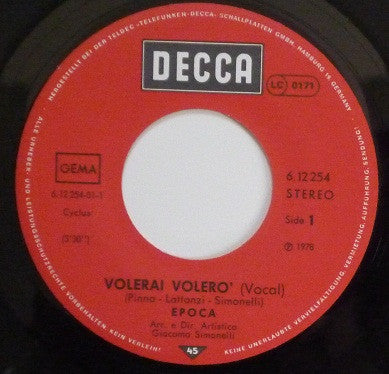 HERGESTELLT BEI DER TELDEC »TELEFUNKEN-DECCA« SCHALLPLATTEN GMBH, HAMBURG 19 GERMANY
DECCA
LC 0171
GEMA
6.12254
6.12 254-01-1
STEREO
Cyclus
Side 1
(3'30")
Ⓟ 1978
VOLERAI VOLERO' (Vocal)
(Pinna - Lattanzi - Simonelli)
EPOCA
Arr. e Dir. Artistica
Giacomo Simonelli
45
ALLE URHEBER- UND LEISTUNGSSCHUTZRECHTE VORBEHALTEN. KEIN VERLEIH!
KEINE UNERLAUBTE VERVIELFÄLTIGUNG, VERMIETUNG, AUFFÜHRUNG, SENDUNG!